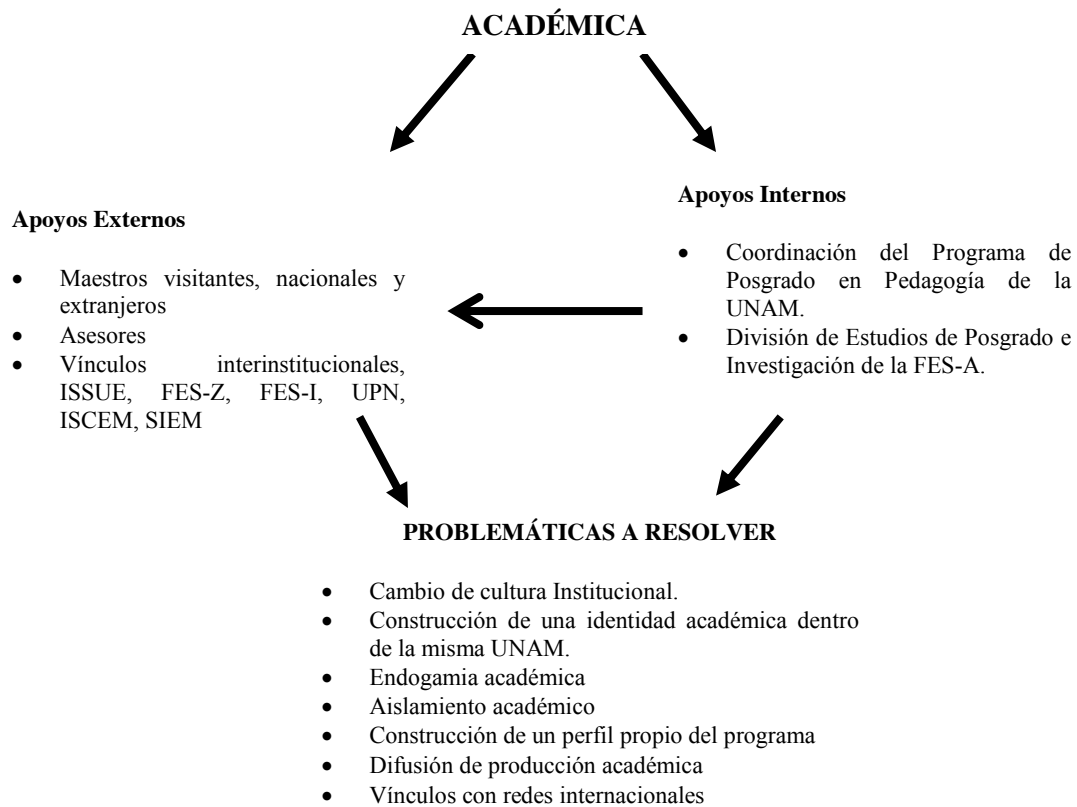 ACADÉMICA
Apoyos Externos
• Maestros visitantes, nacionales y
extranjeros
• Asesores
• Vínculos interinstitucionales,
ISSUE, FES-Z, FES-I, UPN,
ISCEM, SIEM
Apoyos Internos
• Coordinación del Programa de
Posgrado en Pedagogía de la
UNAM.
• División de Estudios de Posgrado e
Investigación de la FES-A.
PROBLEMÁTICAS A RESOLVER
• Cambio de cultura Institucional.
• Construcción de una identidad académica dentro
de la misma UNAM.
• Endogamia académica
• Aislamiento académico
• Construcción de un perfil propio del programa
• Difusión de producción académica
• Vínculos con redes internacionales